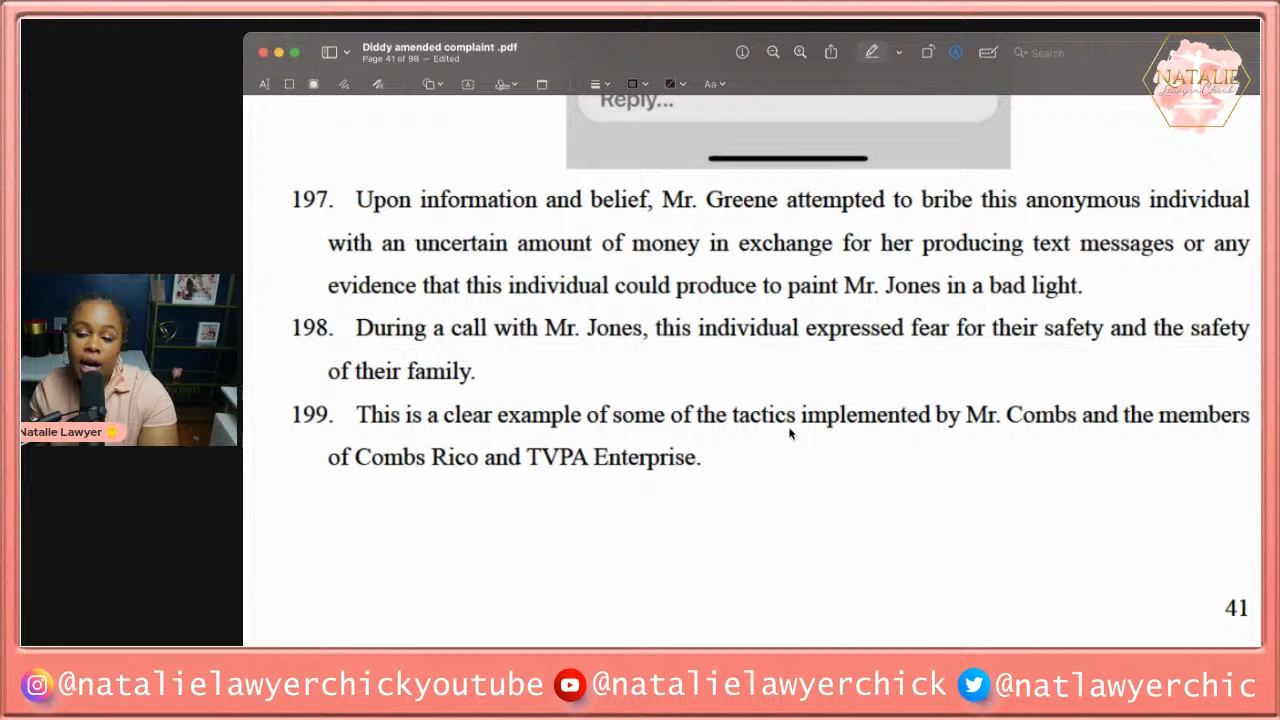 Diddy amended complaint .pdf
Page 41 of 98 — Edited
Search
NATALIE
LawyerChick
Reply...
197. Upon information and belief, Mr. Greene attempted to bribe this anonymous individual
with an uncertain amount of money in exchange for her producing text messages or any
evidence that this individual could produce to paint Mr. Jones in a bad light.
198. During a call with Mr. Jones, this individual expressed fear for their safety and the safety
of their family.
199. This is a clear example of some of the tactics implemented by Mr. Combs and the members
of Combs Rico and TVPA Enterprise.
Natalie Lawyer
41
@natalielawyerchickyoutube @natalielawyerchick @natlawyerchic